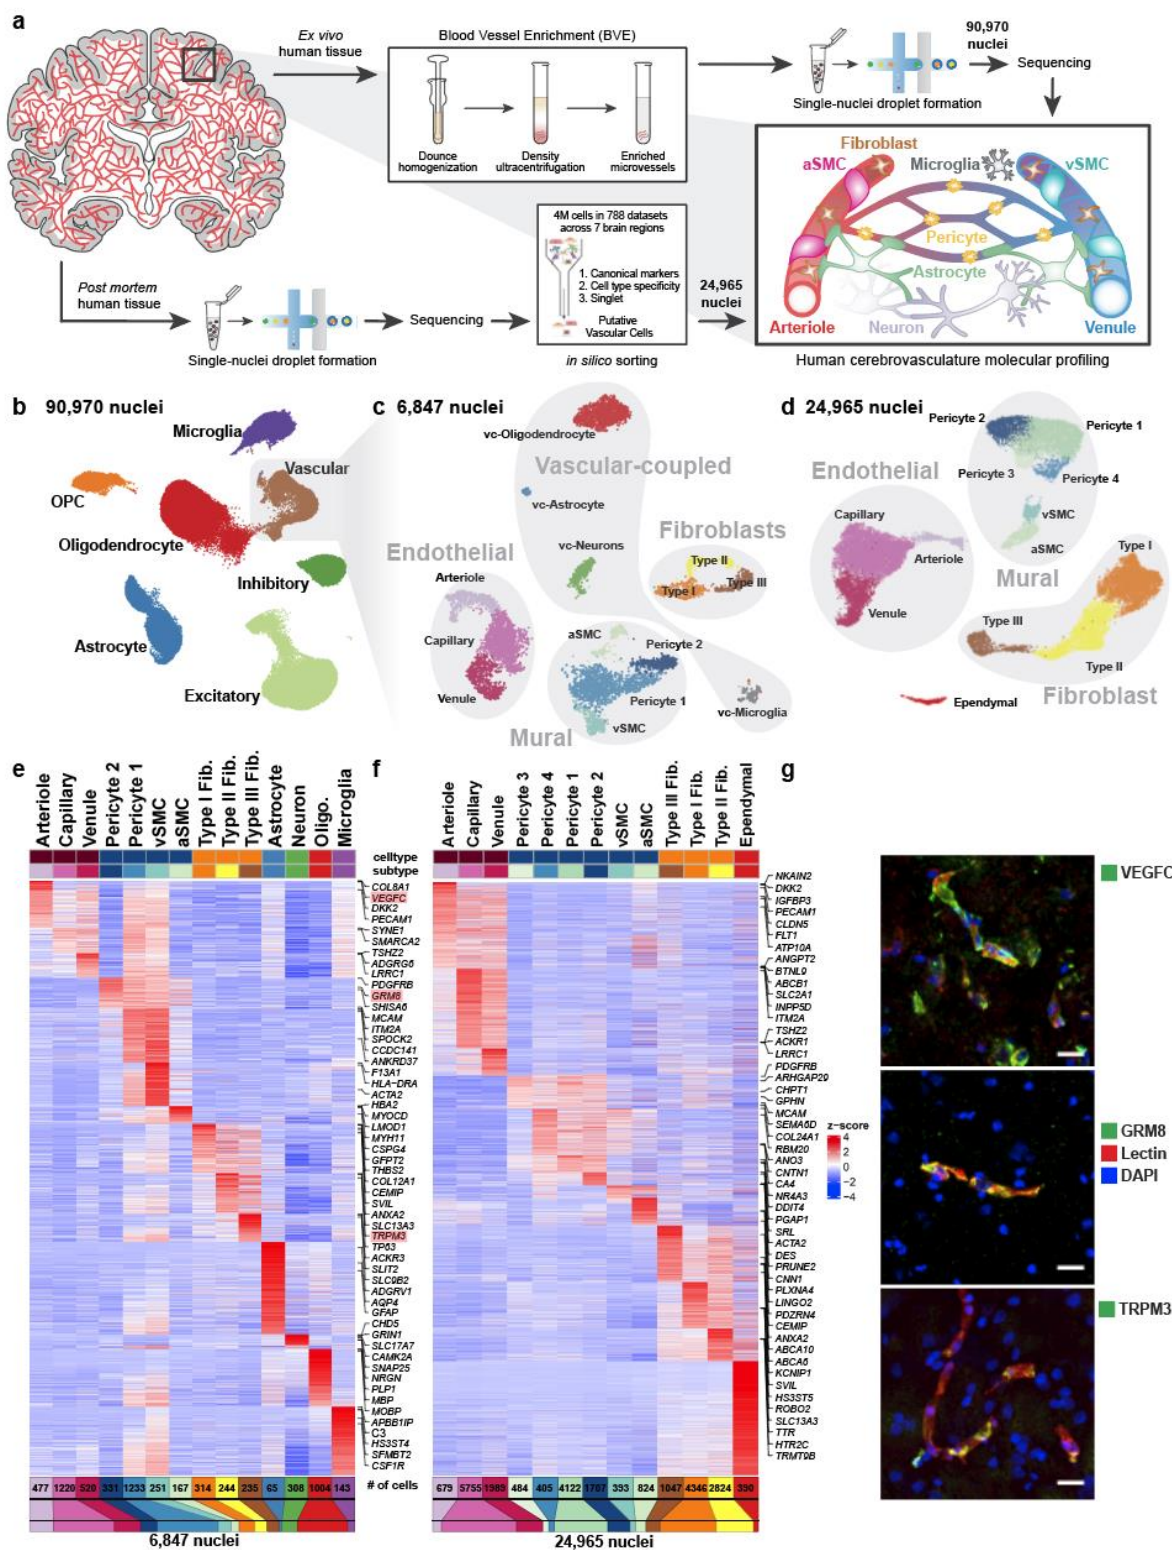 a
Ex vivo
human tissue
Blood Vessel Enrichment (BVE)
Dounce
homogenization
Density
ultracentrifugation
Enriched
microvessels
90,970
nuclei
Sequencing
Single-nuclei droplet formation
Fibroblast
aSMC
Microglia
vSMC
Pericyte
Astrocyte
Neuron
Arteriole
Venule
Human cerebrovasculature molecular profiling
Post mortem
human tissue
Single-nuclei droplet formation
Sequencing
4M cells in 788 datasets
across 7 brain regions
1. Canonical markers
2. Cell type specificity
3. Singlet
Putative
Vascular Cells
in silico sorting
24,965
nuclei
b 90,970 nuclei
Microglia
Vascular
OPC
Oligodendrocyte
Inhibitory
Astrocyte
Excitatory
c 6,847 nuclei
vc-Oligodendrocyte
Vascular-coupled
vc-Astrocyte
vc-Neurons
Fibroblasts
Type II
Type I
Type III
Endothelial
Arteriole
Capillary
Venule
aSMC
Pericyte 2
Pericyte 1
vSMC
Mural
vc-Microglia
d 24,965 nuclei
Pericyte 2
Pericyte 1
Pericyte 3
Pericyte 4
Endothelial
Capillary
vSMC
aSMC
Arteriole
Mural
Venule
Type I
Type III
Type II
Ependymal
Fibroblast
e
Arteriole
Capillary
Venule
Pericyte 2
Pericyte 1
vSMC
aSMC
Type I Fib.
Type II Fib.
Type III Fib.
Astrocyte
Neuron
Oligo.
Microglia
celltype
subtype
COL8A1
VEGFC
DKK2
PECAM1
SYNE1
SMARCA2
TSHZ2
ADGRG6
LRRC1
PDGFRB
GRM8
SHISA6
MCAM
ITM2A
SPOCK2
CCDC141
ANKRD37
F13A1
HLA-DRA
ACTA2
HBA2
MYOCD
LMOD1
MYH11
CSPG4
GFPT2
THBS2
COL12A1
CEMIP
SVIL
ANXA2
SLC13A3
TRPM3
TP63
ACKR3
SLIT2
SLC9B2
ADGRV1
AQP4
GFAP
CHD5
GRIN1
SLC17A7
CAMK2A
SNAP25
NRGN
PLP1
MBP
MOBP
APBB1IP
C3
HS3ST4
SFMBT2
CSF1R
# of cells
477 1220 520 331 1233 251 167 314 244 235 65 308 1004 143
6,847 nuclei
f
Arteriole
Capillary
Venule
Pericyte 3
Pericyte 4
Pericyte 1
Pericyte 2
vSMC
aSMC
Type III Fib.
Type I Fib.
Type II Fib.
Ependymal
NKAIN2
DKK2
IGFBP3
PECAM1
CLDN5
FLT1
ATP10A
ANGPT2
BTNL9
ABCB1
SLC2A1
INPP5D
ITM2A
TSHZ2
ACKR1
LRRC1
PDGFRB
ARHGAP29
CHPT1
GPHN
MCAM
SEMA6D
COL24A1
RBM20
ANO3
CNTN1
CA4
NR4A3
DDIT4
PGAP1
SRL
ACTA2
DES
PRUNE2
CNN1
PLXNA4
LINGO2
PDZRN4
CEMIP
ANXA2
ABCA10
ABCA6
KCNIP1
SVIL
HS3ST5
ROBO2
SLC13A3
TTR
HTR2C
TRMT9B
z-score
4
2
0
−2
−4
679 5755 1989 484 405 4122 1707 393 824 1047 4346 2824 390
24,965 nuclei
g
VEGFC
GRM8
Lectin
DAPI
TRPM3